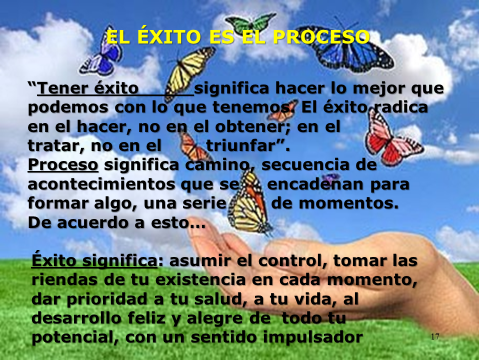 EL ÉXITO ES EL PROCESO
“Tener éxito significa hacer lo mejor que
podemos con lo que tenemos. El éxito radica
en el hacer, no en el obtener; en el
tratar, no en el triunfar”.
Proceso significa camino, secuencia de
acontecimientos que se encadenan para
formar algo, una serie de momentos.
De acuerdo a esto...
Éxito significa: asumir el control, tomar las
riendas de tu existencia en cada momento,
dar prioridad a tu salud, a tu vida, al
desarrollo feliz y alegre de todo tu
potencial, con un sentido impulsador
17